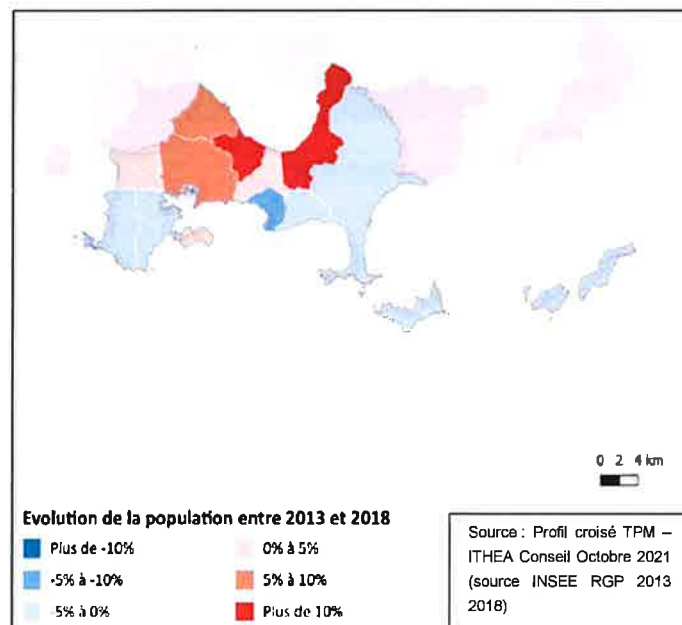 0 2 4 km
Evolution de la population entre 2013 et 2018
Plus de -10%
-5% à -10%
-5% à 0%
0% à 5%
5% à 10%
Plus de 10%
Source : Profil croisé TPM –
ITHEA Conseil Octobre 2021
(source INSEE RGP 2013
2018)